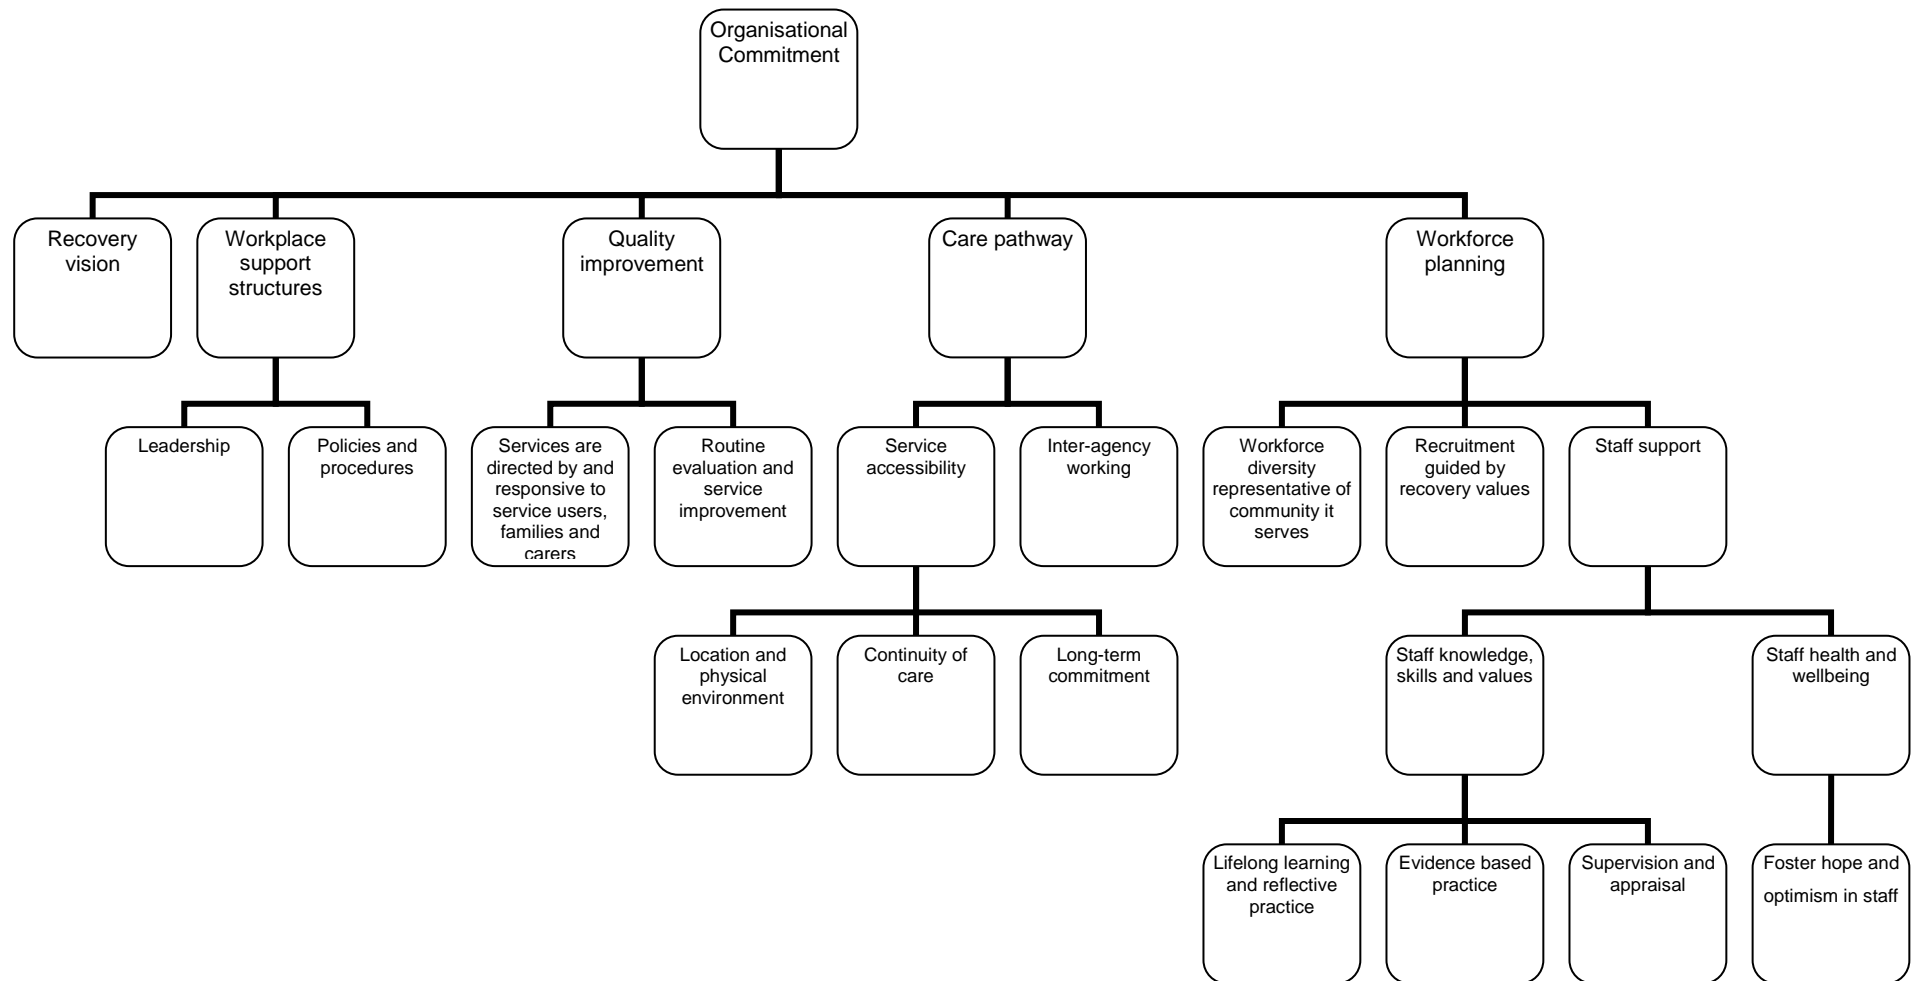 Organisational
Commitment
Recovery
vision
Workplace
support
structures
Quality
improvement
Care pathway
Workforce
planning
Leadership
Policies and
procedures
Services are
directed by and
responsive to
service users,
families and
carers
Routine
evaluation and
service
improvement
Service
accessibility
Inter-agency
working
Workforce
diversity
representative of
community it
serves
Recruitment
guided by
recovery values
Staff support
Location and
physical
environment
Continuity of
care
Long-term
commitment
Staff knowledge,
skills and values
Staff health and
wellbeing
Lifelong learning
and reflective
practice
Evidence based
practice
Supervision and
appraisal
Foster hope and
optimism in staff